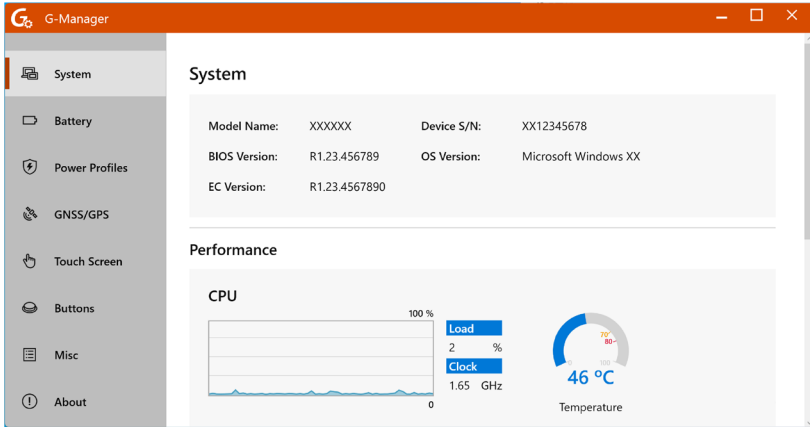 G-Manager
System
Battery
Power Profiles
GNSS/GPS
Touch Screen
Buttons
Misc
About
System
Model Name: XXXXXX Device S/N: XX12345678
BIOS Version: R1.23.456789 OS Version: Microsoft Windows XX
EC Version: R1.23.4567890
Performance
CPU
100 %
0
Load
2 %
Clock
1.65 GHz
70
80
0 100
46 °C
Temperature